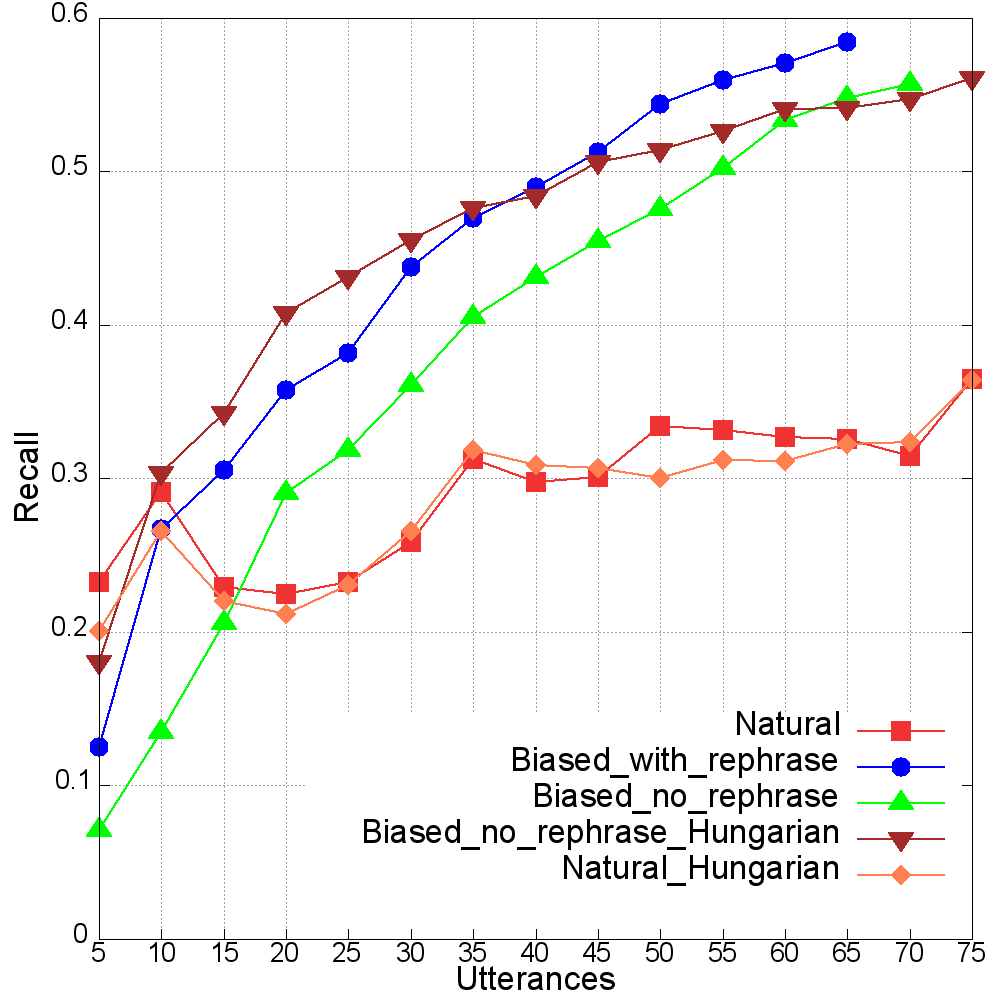 0.6
0.5
0.4
0.3
0.2
0.1
0
Recall
Natural
Biased_with_rephrase
Biased_no_rephrase
Biased_no_rephrase_Hungarian
Natural_Hungarian
5 10 15 20 25 30 35 40 45 50 55 60 65 70 75
Utterances